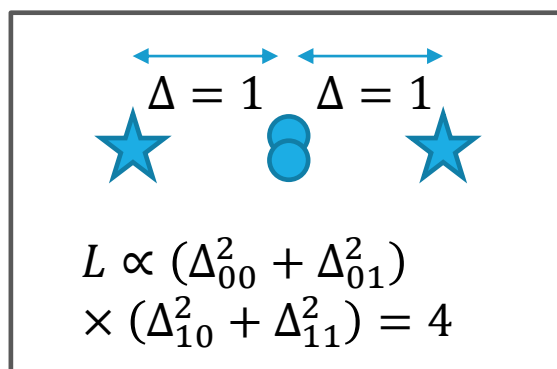 Δ = 1 Δ = 1
L ∝ (Δ²₀₀ + Δ²₀₁)
× (Δ²₁₀ + Δ²₁₁) = 4